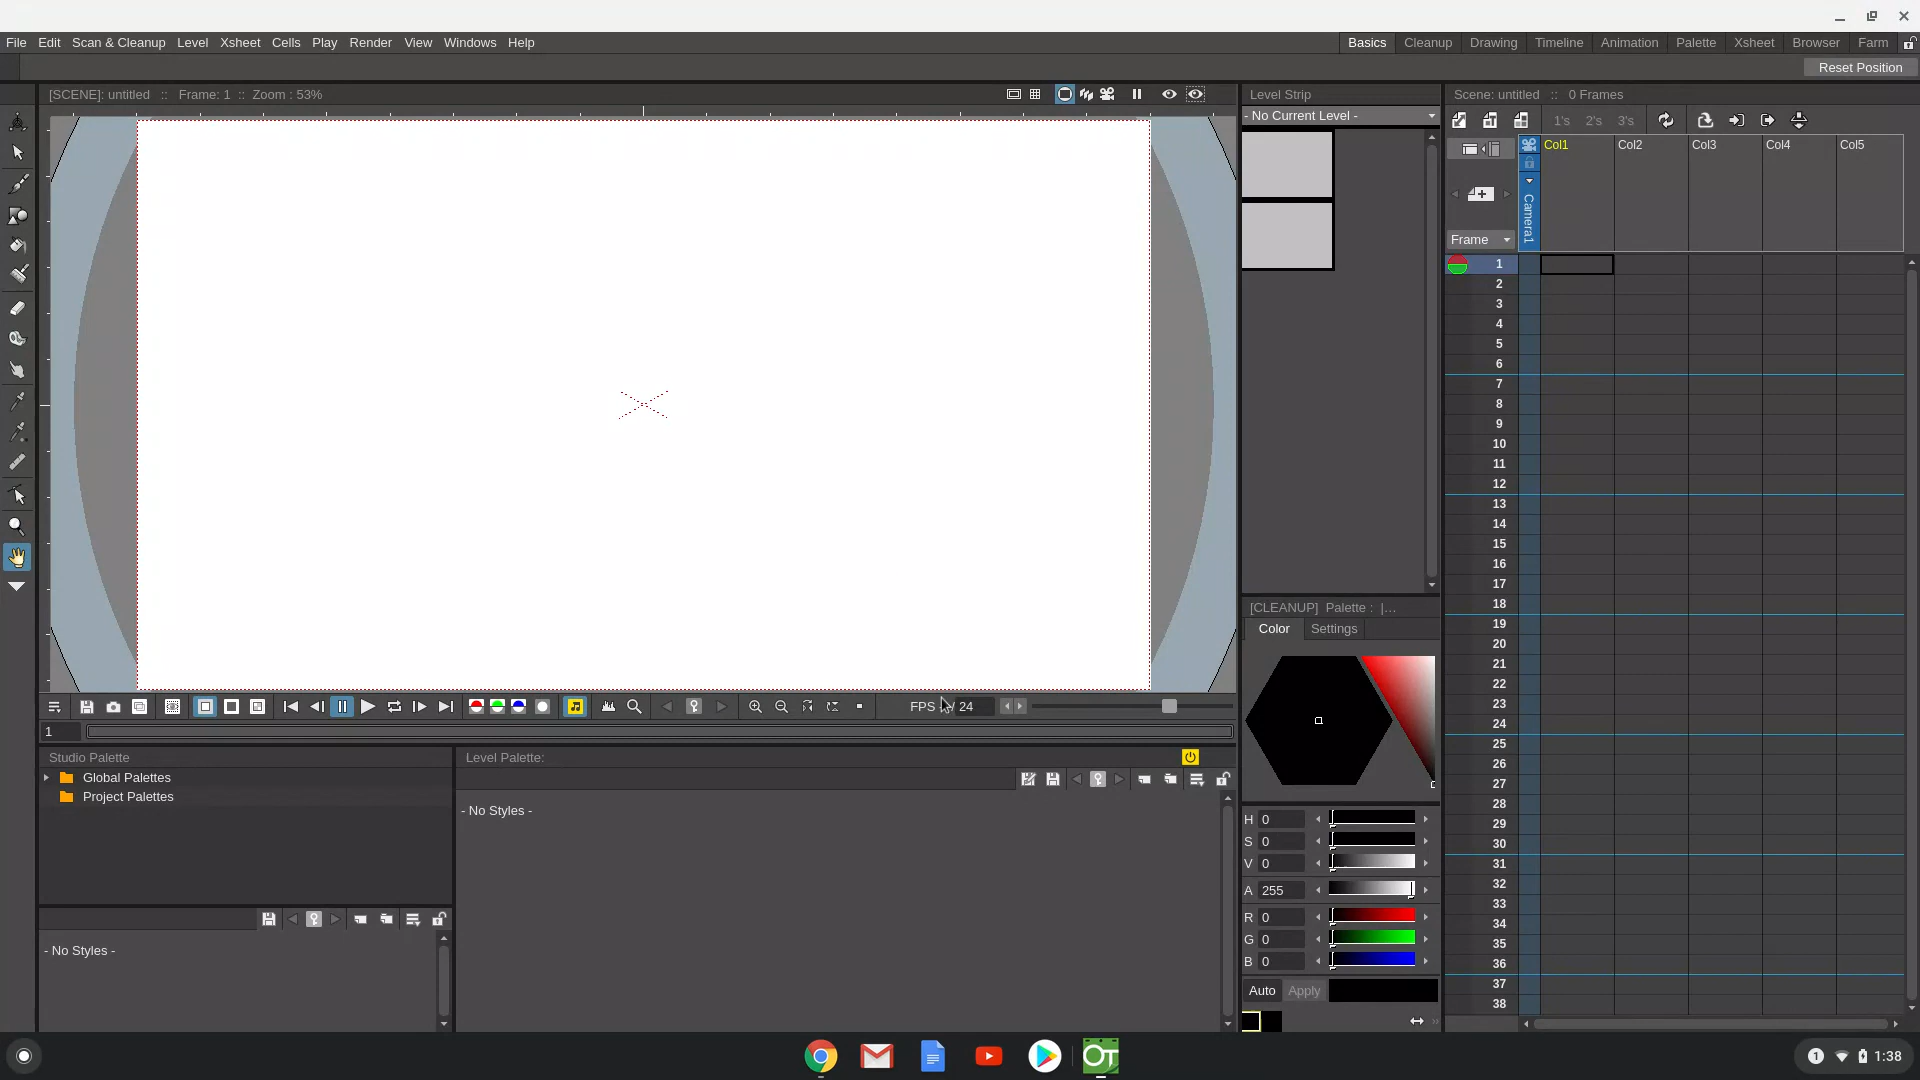 File Edit Scan & Cleanup Level Xsheet Cells Play Render View Windows Help
Basics Cleanup Drawing Timeline Animation Palette Xsheet Browser Farm
Reset Position
[SCENE]: untitled :: Frame: 1 :: Zoom : 53%
Level Strip
- No Current Level -
Scene: untitled :: 0 Frames
1's 2's 3's
Col1 Col2 Col3 Col4 Col5
Camera1
Frame
1
2
3
4
5
6
7
8
9
10
11
12
13
14
15
16
17
18
19
20
21
22
23
24
25
26
27
28
29
30
31
32
33
34
35
36
37
38
[CLEANUP] Palette : |...
Color Settings
FPS
24
1
Studio Palette
Global Palettes
Project Palettes
- No Styles -
Level Palette:
- No Styles -
H 0
S 0
V 0
A 255
R 0
G 0
B 0
Auto Apply
OT
1 1:38